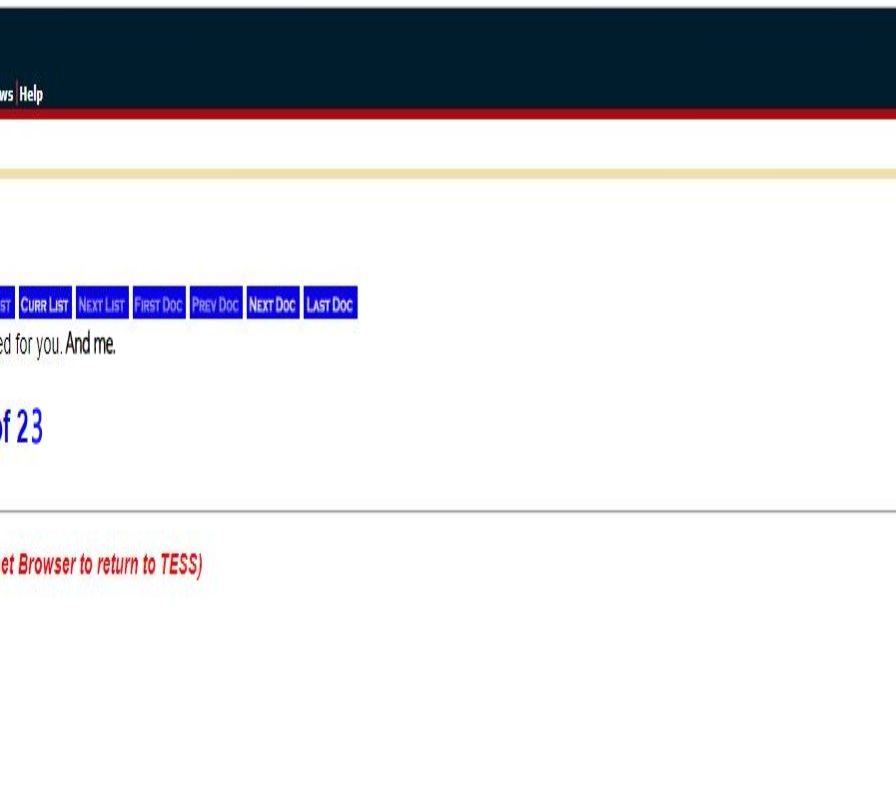 ws | Help
ST CURR LIST NEXT LIST FIRST DOC PREV DOC NEXT DOC LAST DOC
ed for you. And me.
of 23
et Browser to return to TESS)